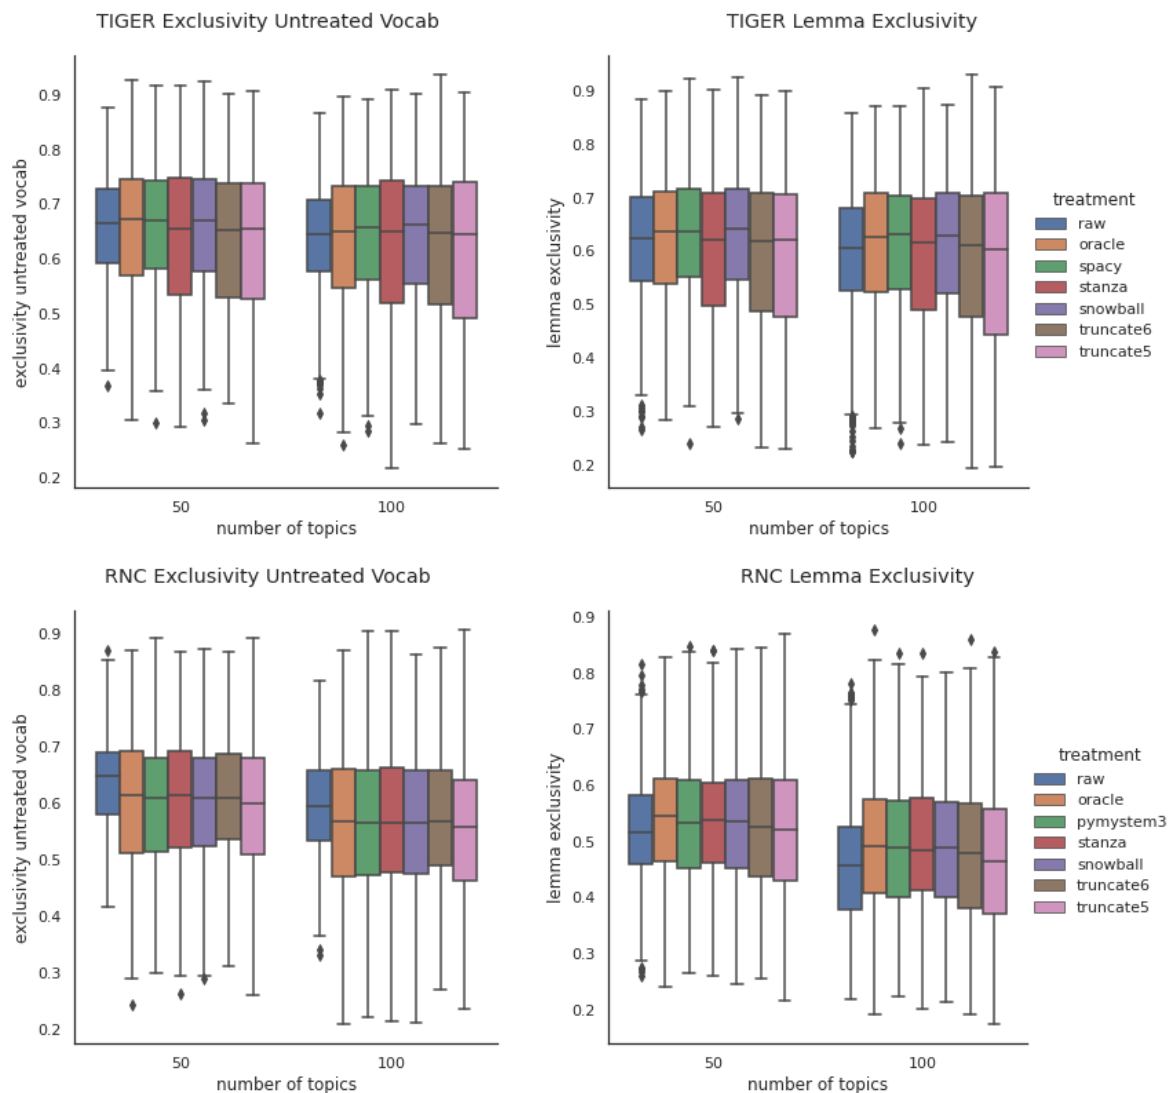 TIGER Exclusivity Untreated Vocab
exclusivity untreated vocab
0.9
0.8
0.7
0.6
0.5
0.4
0.3
0.2
50
100
number of topics
TIGER Lemma Exclusivity
lemma exclusivity
0.9
0.8
0.7
0.6
0.5
0.4
0.3
0.2
50
100
number of topics
treatment
raw
oracle
spacy
stanza
snowball
truncate6
truncate5
RNC Exclusivity Untreated Vocab
exclusivity untreated vocab
0.9
0.8
0.7
0.6
0.5
0.4
0.3
0.2
50
100
number of topics
RNC Lemma Exclusivity
lemma exclusivity
0.9
0.8
0.7
0.6
0.5
0.4
0.3
0.2
50
100
number of topics
treatment
raw
oracle
pymystem3
stanza
snowball
truncate6
truncate5